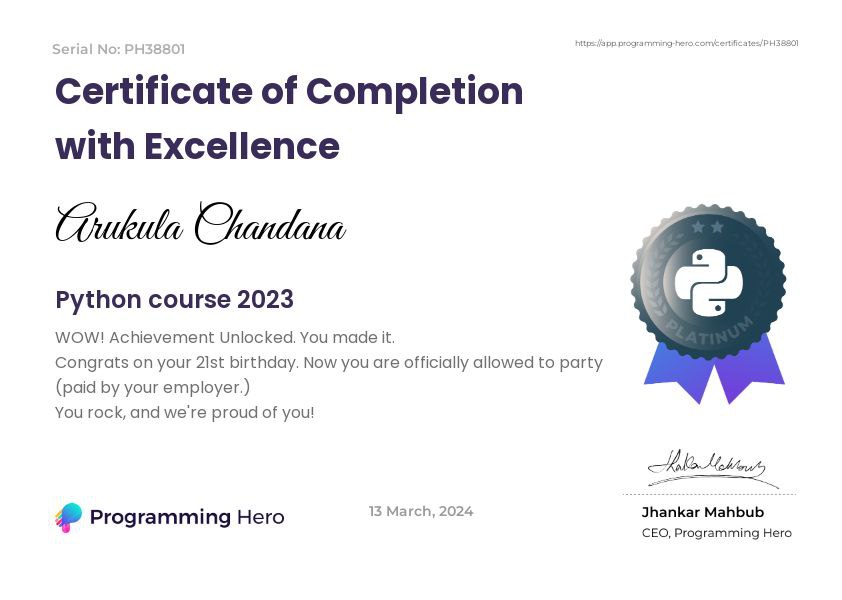 Serial No: PH38801
https://app.programming-hero.com/certificates/PH38801
Certificate of Completion
with Excellence
Arukula Chandana
Python course 2023
WOW! Achievement Unlocked. You made it.
Congrats on your 21st birthday. Now you are officially allowed to party
(paid by your employer.)
You rock, and we're proud of you!
PLATINUM
Programming Hero
13 March, 2024
Jhankar Mahbub
Jhankar Mahbub
CEO, Programming Hero